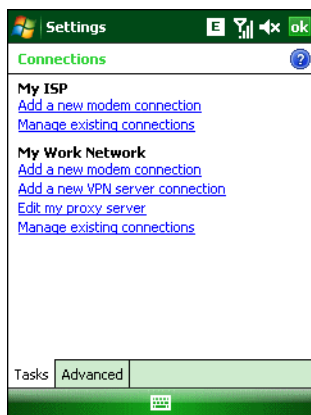 Settings E ok
Connections ?
My ISP
Add a new modem connection
Manage existing connections
My Work Network
Add a new modem connection
Add a new VPN server connection
Edit my proxy server
Manage existing connections
Tasks Advanced